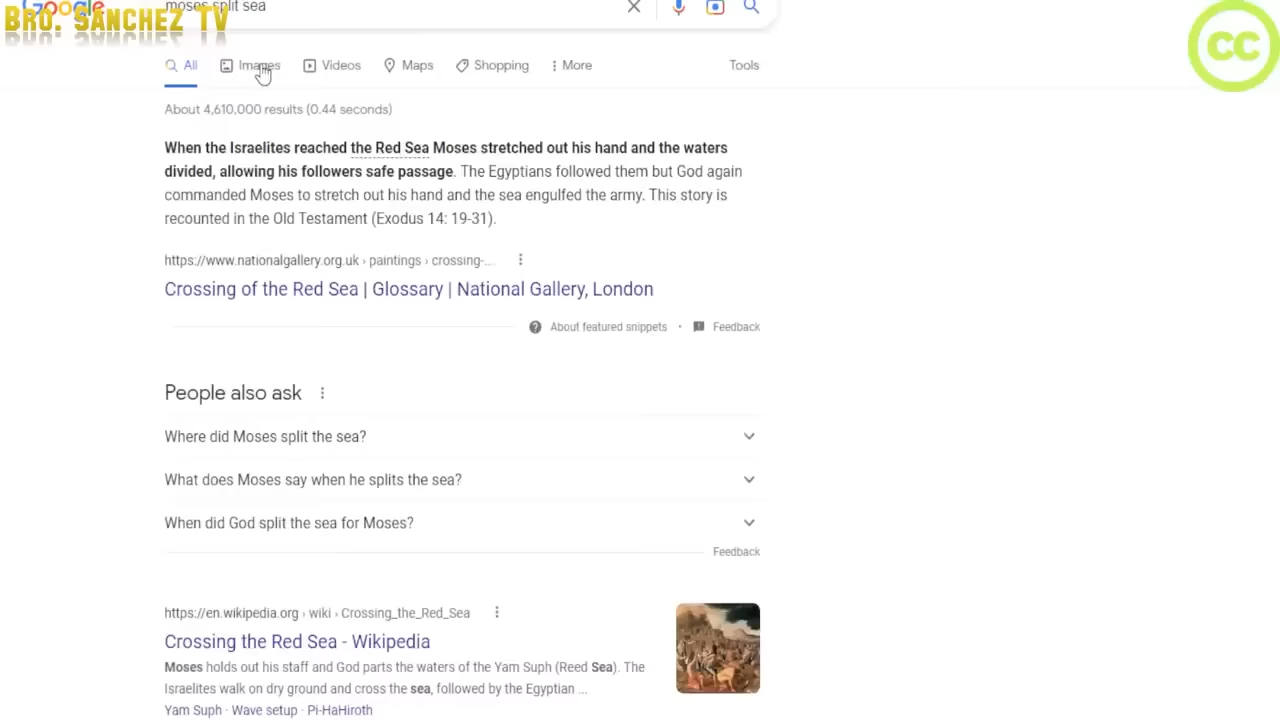 Google
BRO. SANCHEZ TV
moses split sea
CC
All Images Videos Maps Shopping More Tools
About 4,610,000 results (0.44 seconds)
When the Israelites reached the Red Sea Moses stretched out his hand and the waters
divided, allowing his followers safe passage. The Egyptians followed them but God again
commanded Moses to stretch out his hand and the sea engulfed the army. This story is
recounted in the Old Testament (Exodus 14: 19-31).
https://www.nationalgallery.org.uk › paintings › crossing-...
Crossing of the Red Sea | Glossary | National Gallery, London
About featured snippets · Feedback
People also ask
Where did Moses split the sea?
What does Moses say when he splits the sea?
When did God split the sea for Moses?
Feedback
https://en.wikipedia.org › wiki › Crossing_the_Red_Sea
Crossing the Red Sea - Wikipedia
Moses holds out his staff and God parts the waters of the Yam Suph (Reed Sea). The
Israelites walk on dry ground and cross the sea, followed by the Egyptian ...
Yam Suph · Wave setup · Pi-HaHiroth